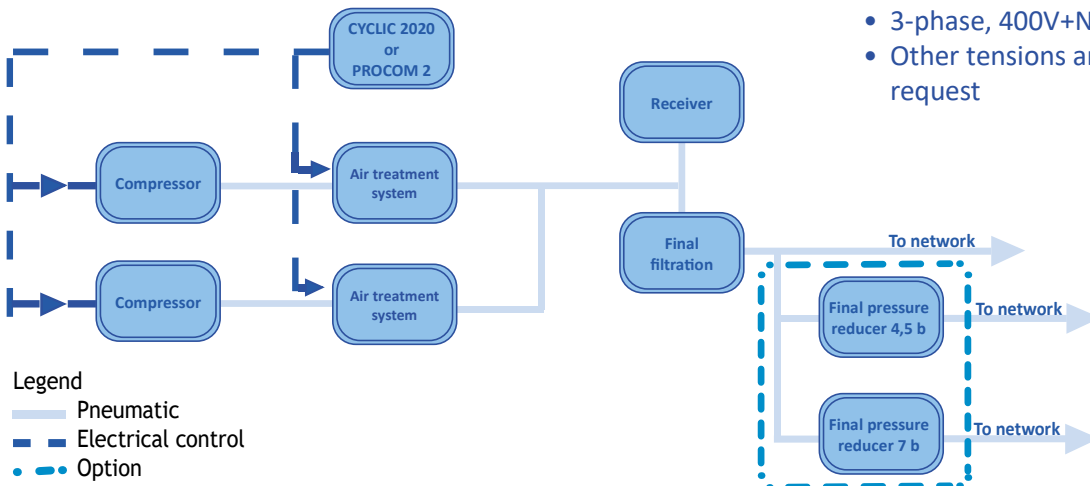 CYCLIC 2020
or
PROCOM 2
• 3-phase, 400V+N
• Other tensions
request
Receiver
Compressor
Air treatment
system
Final
filtration
To network
Compressor
Air treatment
system
Final pressure
reducer 4,5 b
To network
Final pressure
reducer 7 b
To network
Legend
Pneumatic
Electrical control
Option